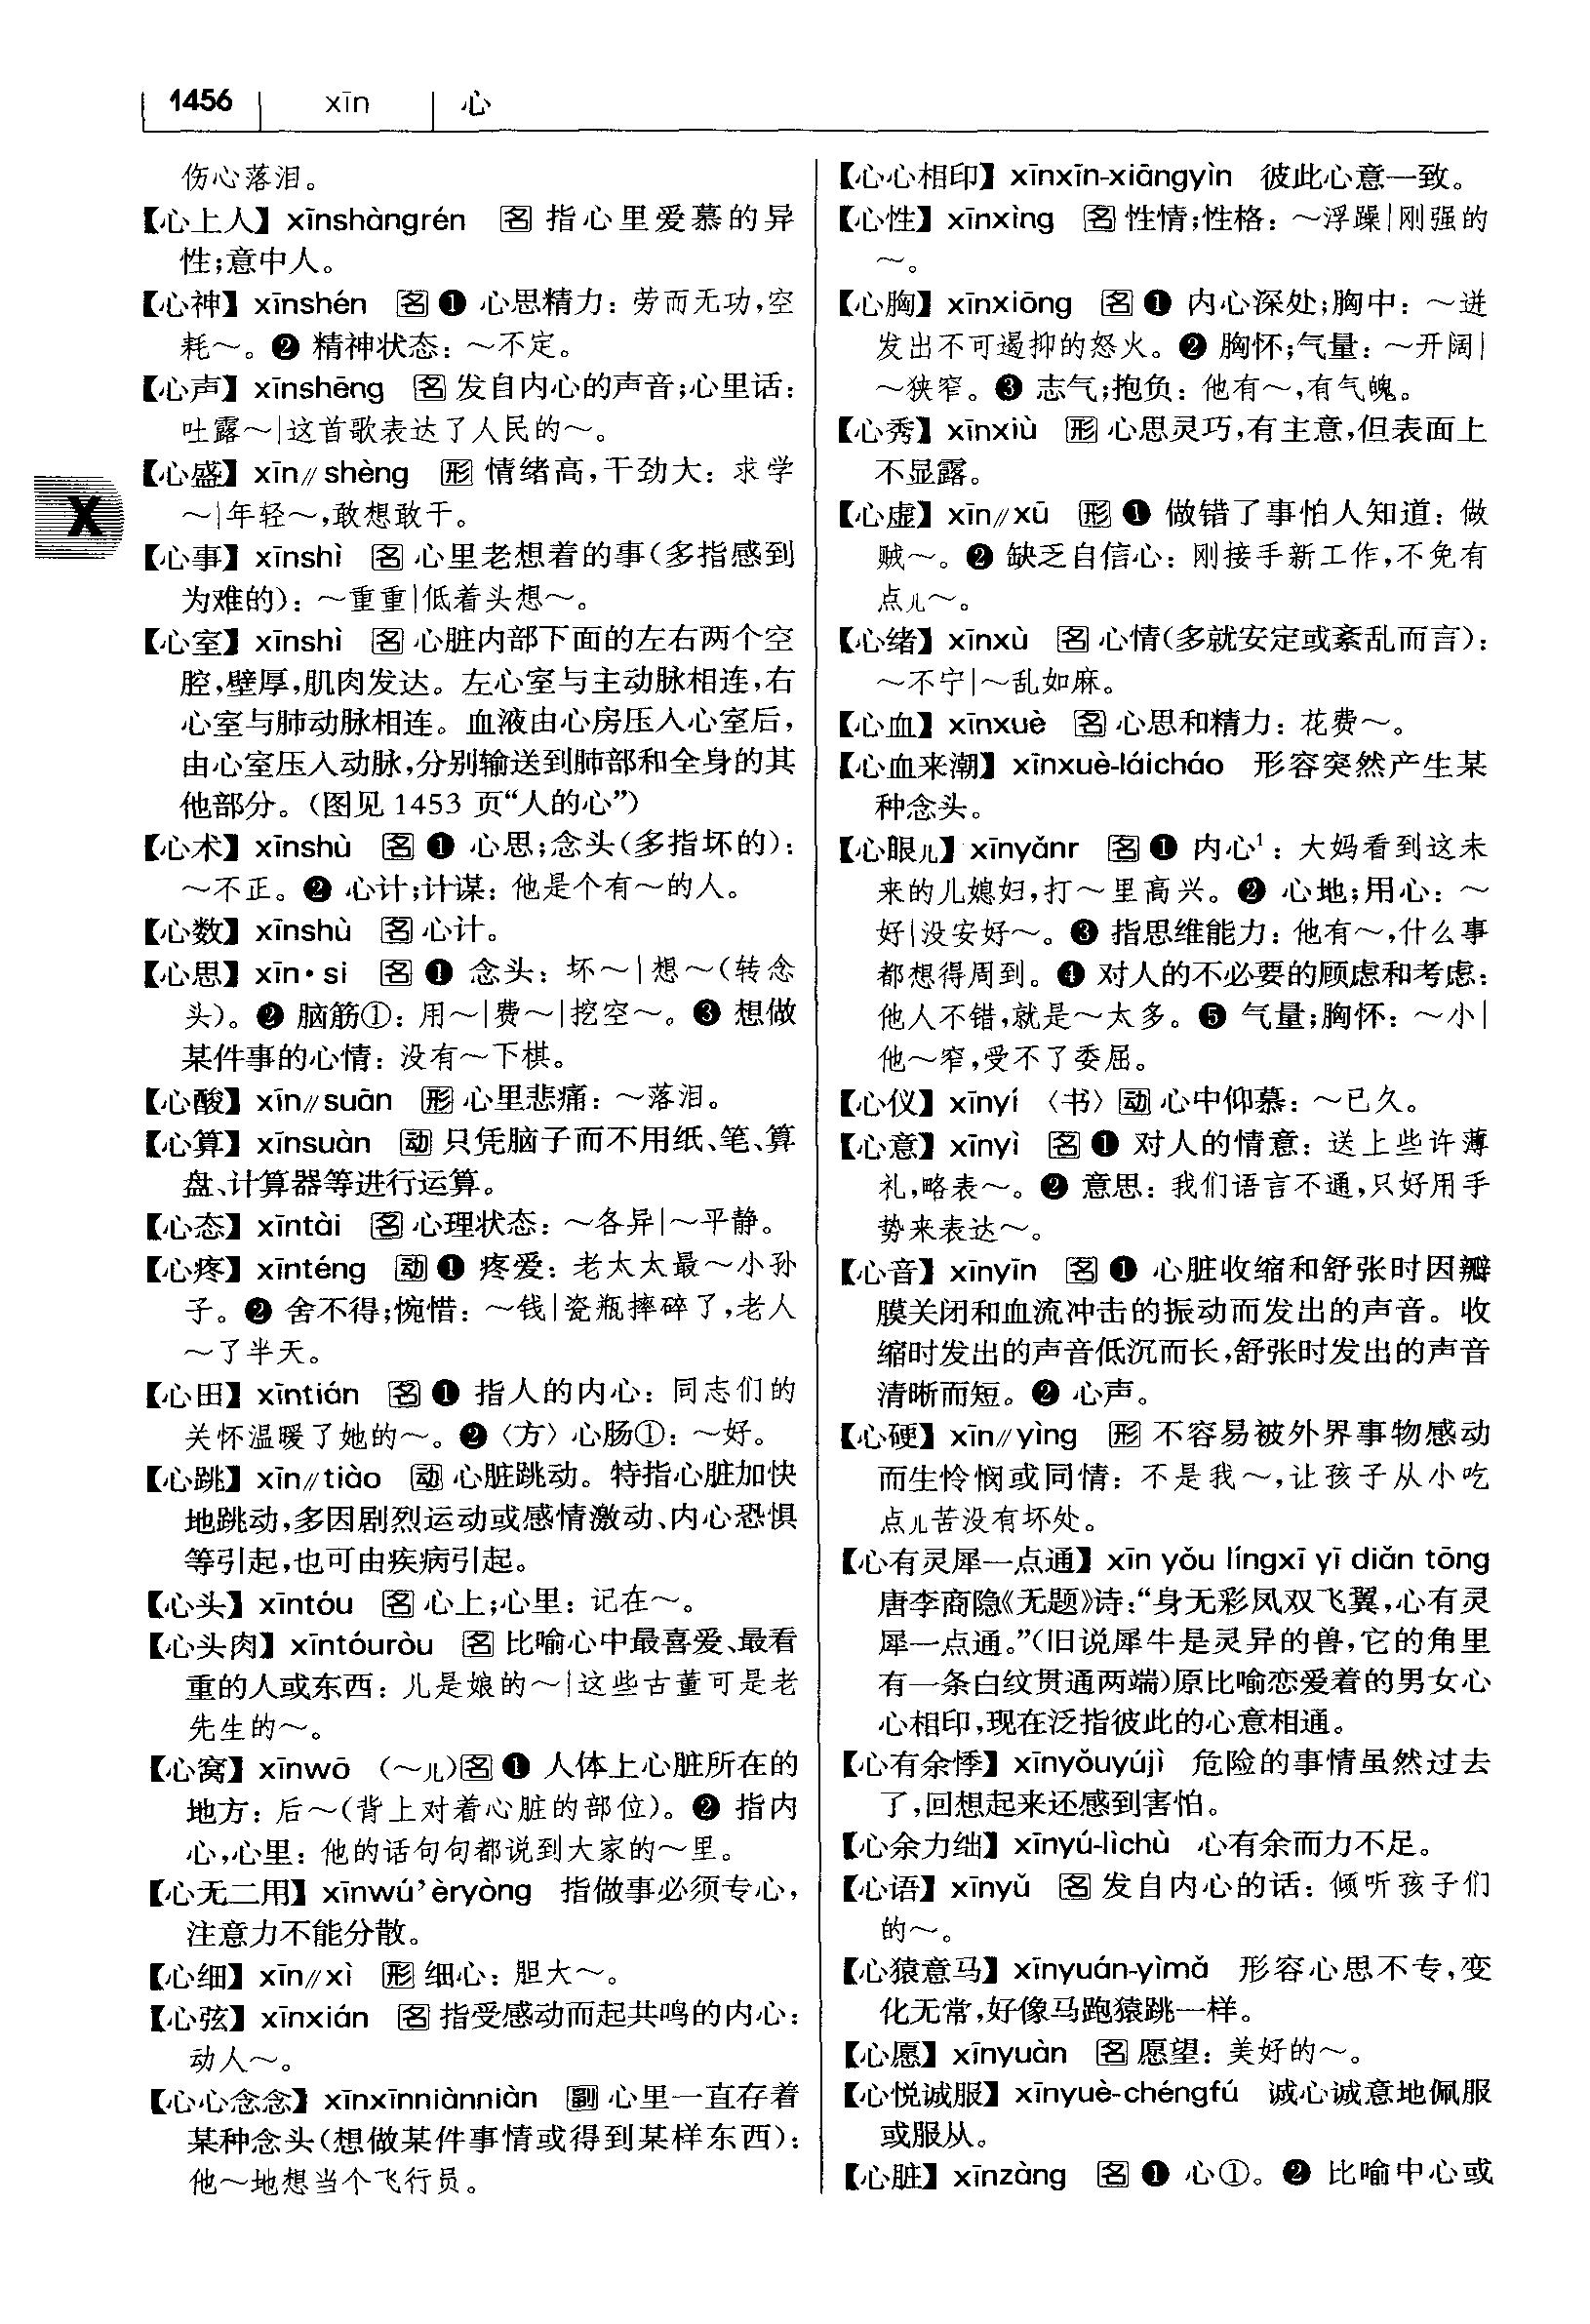 1456 xīn 心
伤心落泪。
【心上人】xīnshàngrén 名 指心里爱慕的异
性;意中人。
【心神】xīnshén 名 ❶ 心思精力：劳而无功,空
耗～。❷ 精神状态：～不定。
【心声】xīnshēng 名 发自内心的声音;心里话：
吐露～|这首歌表达了人民的～。
【心盛】xīn∥shèng 形 情绪高,干劲大：求学
～|年轻～,敢想敢干。
X
【心事】xīnshì 名 心里老想着的事(多指感到
为难的)：～重重|低着头想～。
【心室】xīnshì 名 心脏内部下面的左右两个空
腔,壁厚,肌肉发达。左心室与主动脉相连,右
心室与肺动脉相连。血液由心房压入心室后,
由心室压入动脉,分别输送到肺部和全身的其
他部分。(图见 1453 页“人的心”)
【心术】xīnshù 名 ❶ 心思;念头(多指坏的)：
～不正。❷ 心计;计谋：他是个有～的人。
【心数】xīnshù 名 心计。
【心思】xīn·si 名 ❶ 念头：坏～|想～(转念
头)。❷ 脑筋①：用～|费～|挖空～。❸ 想做
某件事的心情：没有～下棋。
【心酸】xīn∥suān 形 心里悲痛：～落泪。
【心算】xīnsuàn 动 只凭脑子而不用纸、笔、算
盘、计算器等进行运算。
【心态】xīntài 名 心理状态：～各异|～平静。
【心疼】xīnténg 动 ❶ 疼爱：老太太最～小孙
子。❷ 舍不得;惋惜：～钱|瓷瓶摔碎了,老人
～了半天。
【心田】xīntián 名 ❶ 指人的内心：同志们的
关怀温暖了她的～。❷〈方〉心肠①：～好。
【心跳】xīn∥tiào 动 心脏跳动。特指心脏加快
地跳动,多因剧烈运动或感情激动、内心恐惧
等引起,也可由疾病引起。
【心头】xīntóu 名 心上;心里：记在～。
【心头肉】xīntóuròu 名 比喻心中最喜爱、最看
重的人或东西：儿是娘的～|这些古董可是老
先生的～。
【心窝】xīnwō (～儿)名 ❶ 人体上心脏所在的
地方：后～(背上对着心脏的部位)。❷ 指内
心,心里：他的话句句都说到大家的～里。
【心无二用】xīnwú’èryòng 指做事必须专心,
注意力不能分散。
【心细】xīn∥xì 形 细心：胆大～。
【心弦】xīnxián 名 指受感动而起共鸣的内心：
动人～。
【心心念念】xīnxīnniànniàn 副 心里一直存着
某种念头(想做某件事情或得到某样东西)：
他～地想当个飞行员。
【心心相印】xīnxīn-xiāngyìn 彼此心意一致。
【心性】xīnxìng 名 性情;性格：～浮躁|刚强的
～。
【心胸】xīnxiōng 名 ❶ 内心深处;胸中：～迸
发出不可遏抑的怒火。❷ 胸怀;气量：～开阔|
～狭窄。❸ 志气;抱负：他有～,有气魄。
【心秀】xīnxiù 形 心思灵巧,有主意,但表面上
不显露。
【心虚】xīn∥xū 形 ❶ 做错了事怕人知道：做
贼～。❷ 缺乏自信心：刚接手新工作,不免有
点儿～。
【心绪】xīnxù 名 心情(多就安定或紊乱而言)：
～不宁|～乱如麻。
【心血】xīnxuè 名 心思和精力：花费～。
【心血来潮】xīnxuè-láicháo 形容突然产生某
种念头。
【心眼儿】xīnyǎnr 名 ❶ 内心¹：大妈看到这未
来的儿媳妇,打～里高兴。❷ 心地;用心：～
好|没安好～。❸ 指思维能力：他有～,什么事
都想得周到。❹ 对人的不必要的顾虑和考虑：
他人不错,就是～太多。❺ 气量;胸怀：～小|
他～窄,受不了委屈。
【心仪】xīnyí 〈书〉动 心中仰慕：～已久。
【心意】xīnyì 名 ❶ 对人的情意：送上些许薄
礼,略表～。❷ 意思：我们语言不通,只好用手
势来表达～。
【心音】xīnyīn 名 ❶ 心脏收缩和舒张时因瓣
膜关闭和血流冲击的振动而发出的声音。收
缩时发出的声音低沉而长,舒张时发出的声音
清晰而短。❷ 心声。
【心硬】xīn∥yìng 形 不容易被外界事物感动
而生怜悯或同情：不是我～,让孩子从小吃
点儿苦没有坏处。
【心有灵犀一点通】xīn yǒu língxī yī diǎn tōng
唐李商隐《无题》诗：“身无彩凤双飞翼,心有灵
犀一点通。”(旧说犀牛是灵异的兽,它的角里
有一条白纹贯通两端)原比喻恋爱着的男女心
心相印,现在泛指彼此的心意相通。
【心有余悸】xīnyǒuyújì 危险的事情虽然过去
了,回想起来还感到害怕。
【心余力绌】xīnyú-lìchù 心有余而力不足。
【心语】xīnyǔ 名 发自内心的话：倾听孩子们
的～。
【心猿意马】xīnyuán-yìmǎ 形容心思不专,变
化无常,好像马跑猿跳一样。
【心愿】xīnyuàn 名 愿望：美好的～。
【心悦诚服】xīnyuè-chéngfú 诚心诚意地佩服
或服从。
【心脏】xīnzàng 名 ❶ 心①。❷ 比喻中心或